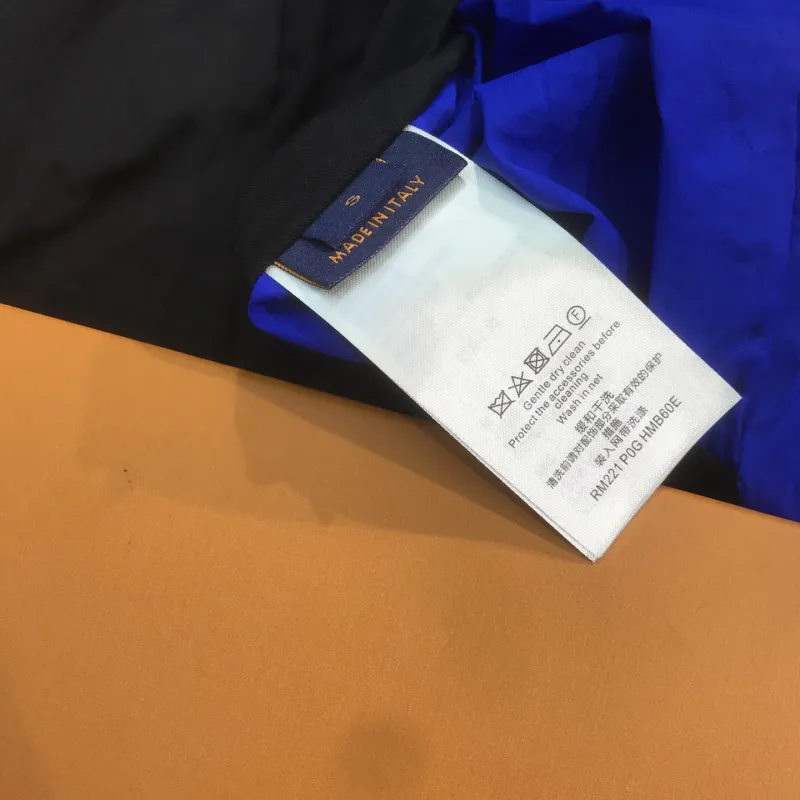 S
MADE IN ITALY
F
Gentle dry clean
Protect the accessories before
cleaning
Wash in net
缓和干洗
清洗前请对配饰部分采取有效的保护
措施
装入网带洗涤
RM221 P0G HMB60E